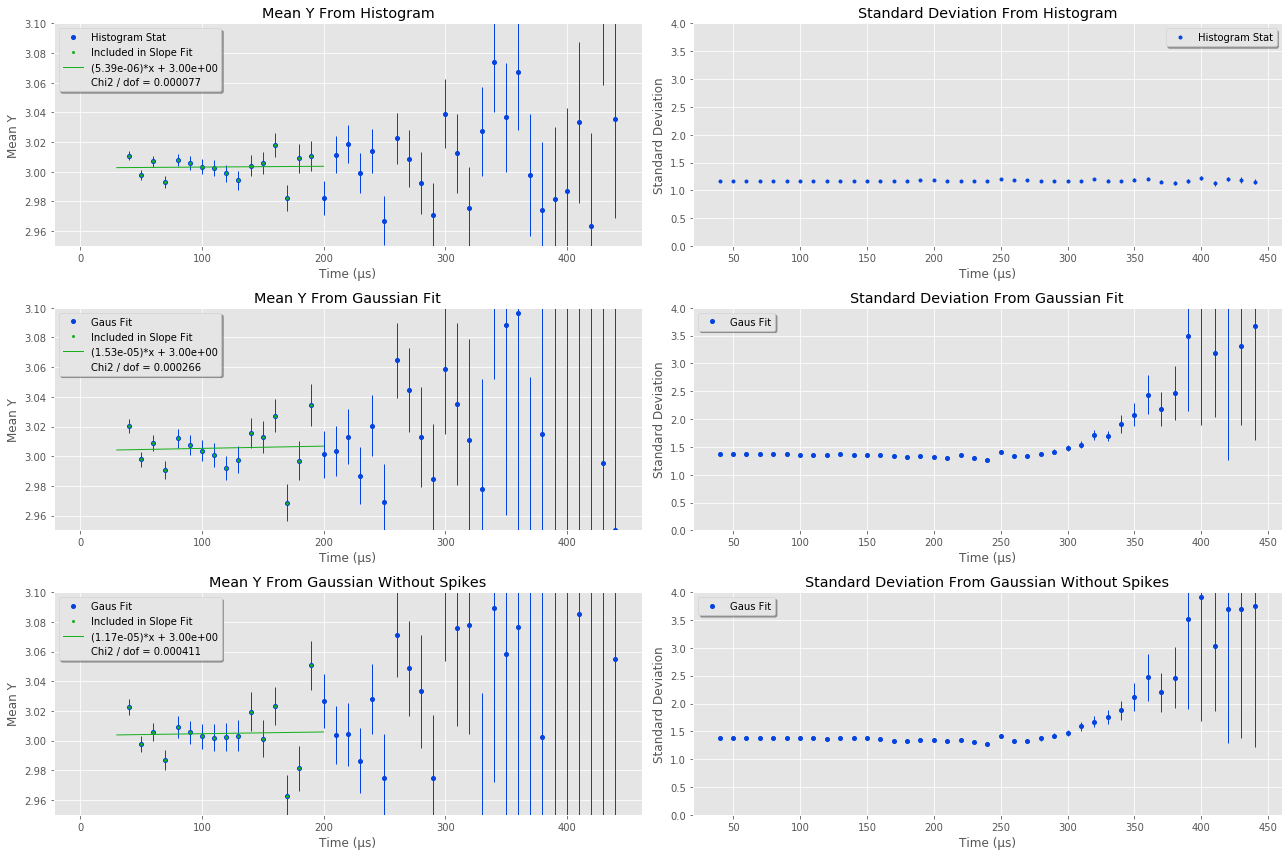 Mean Y From Histogram
Mean Y
3.10
3.08
3.06
3.04
3.02
3.00
2.98
2.96
Histogram Stat
Included in Slope Fit
(5.39e-06)*x + 3.00e+00
Chi2 / dof = 0.000077
0 100 200 300 400
Time (µs)
Standard Deviation From Histogram
Standard Deviation
4.0
3.5
3.0
2.5
2.0
1.5
1.0
0.5
0.0
Histogram Stat
50 100 150 200 250 300 350 400 450
Time (µs)
Mean Y From Gaussian Fit
Mean Y
3.10
3.08
3.06
3.04
3.02
3.00
2.98
2.96
Gaus Fit
Included in Slope Fit
(1.53e-05)*x + 3.00e+00
Chi2 / dof = 0.000266
0 100 200 300 400
Time (µs)
Standard Deviation From Gaussian Fit
Standard Deviation
4.0
3.5
3.0
2.5
2.0
1.5
1.0
0.5
0.0
Gaus Fit
50 100 150 200 250 300 350 400 450
Time (µs)
Mean Y From Gaussian Without Spikes
Mean Y
3.10
3.08
3.06
3.04
3.02
3.00
2.98
2.96
Gaus Fit
Included in Slope Fit
(1.17e-05)*x + 3.00e+00
Chi2 / dof = 0.000411
0 100 200 300 400
Time (µs)
Standard Deviation From Gaussian Without Spikes
Standard Deviation
4.0
3.5
3.0
2.5
2.0
1.5
1.0
0.5
0.0
Gaus Fit
50 100 150 200 250 300 350 400 450
Time (µs)